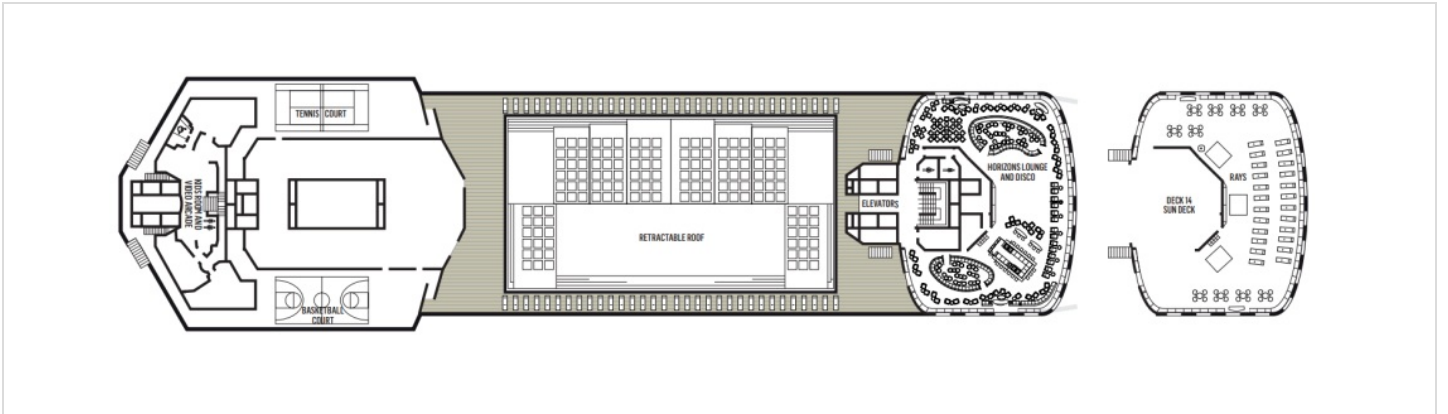 TENNIS COURT
KIDS ROOM AND
VIDEO ARCADE
BASKETBALL
COURT
RETRACTABLE ROOF
ELEVATORS
HORIZONS LOUNGE
AND DISCO
DECK 14
SUN DECK
RAYS